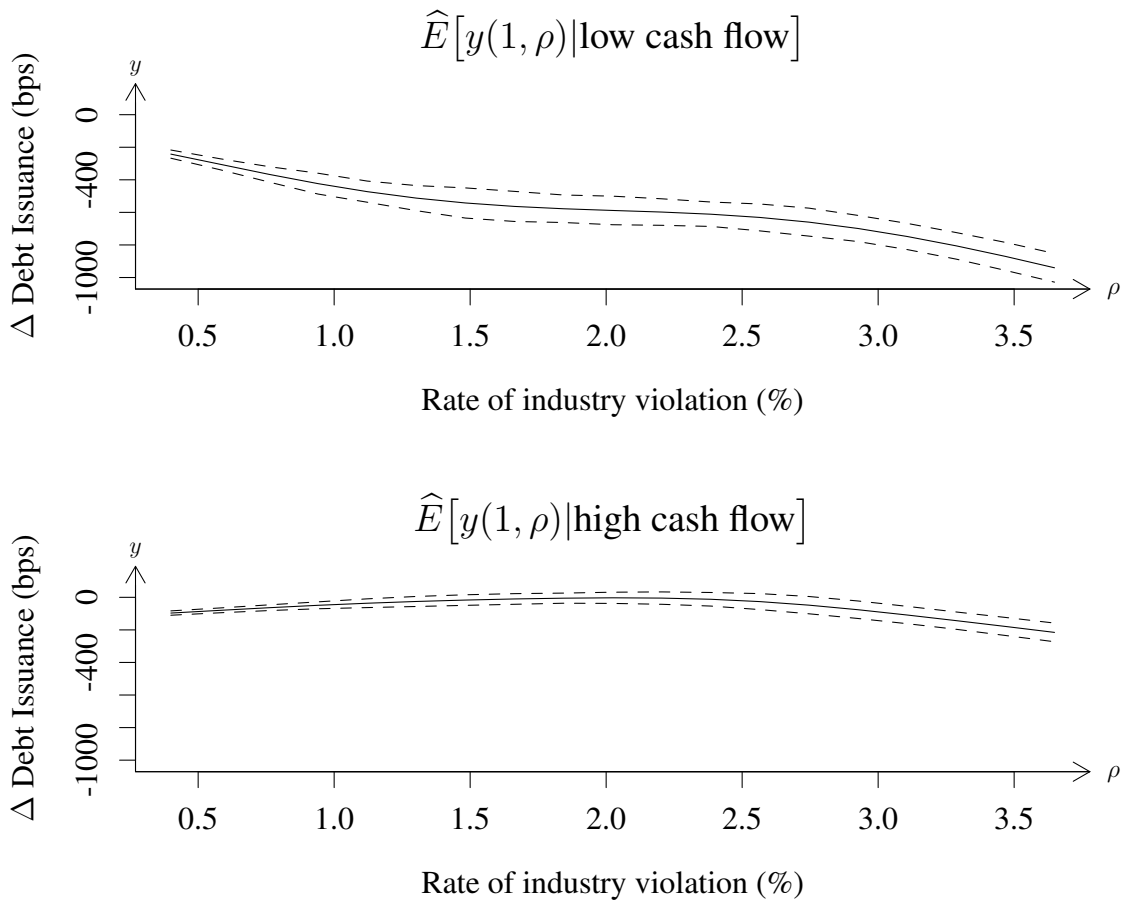 Ê[y(1, ρ)|low cash flow]
y
Δ Debt Issuance (bps)
0
-400
-1000
ρ
0.5 1.0 1.5 2.0 2.5 3.0 3.5
Rate of industry violation (%)
Ê[y(1, ρ)|high cash flow]
y
Δ Debt Issuance (bps)
0
-400
-1000
ρ
0.5 1.0 1.5 2.0 2.5 3.0 3.5
Rate of industry violation (%)